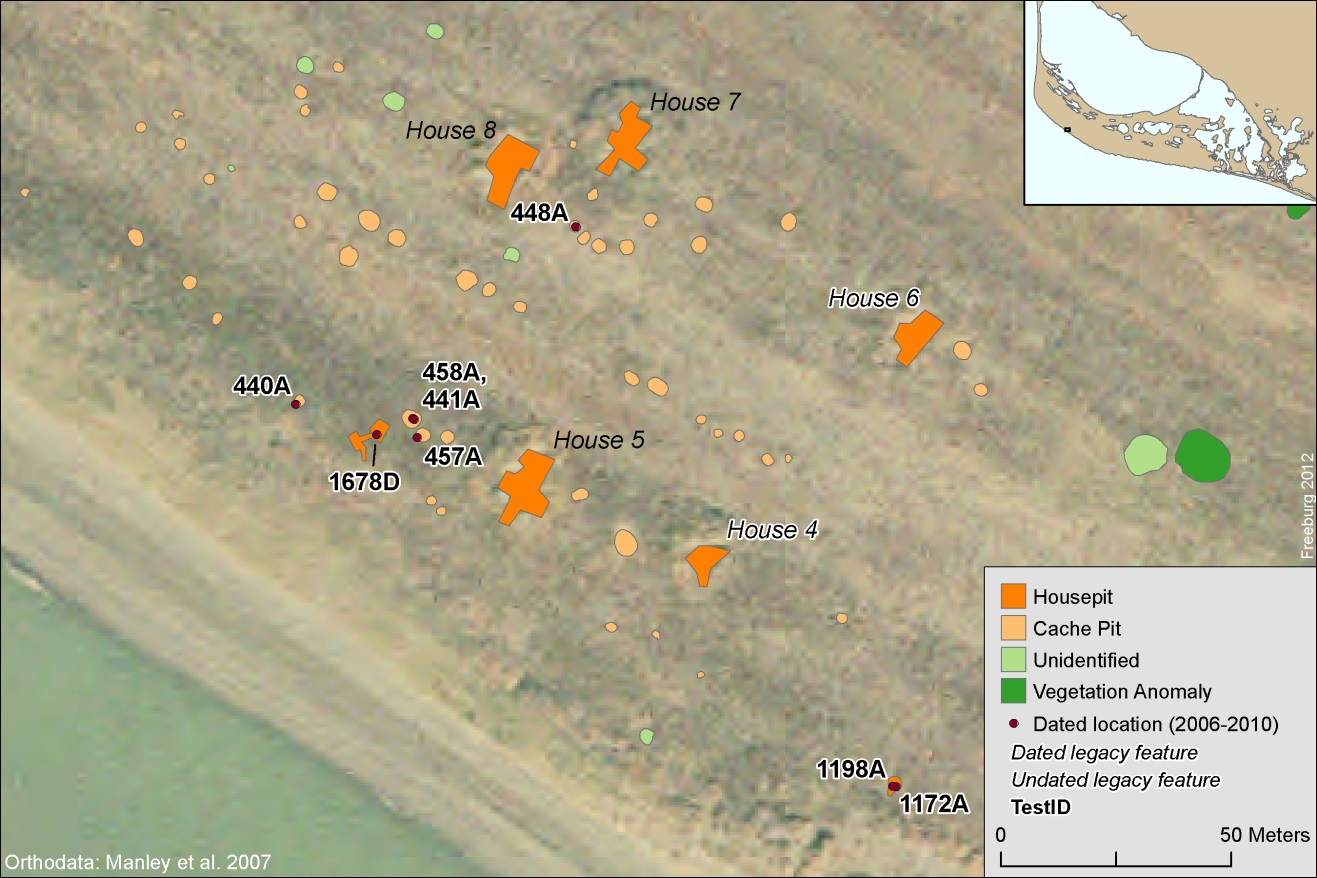 House 7
House 8
448A
House 6
458A,
441A
440A
House 5
457A
1678D
House 4
Freeburg 2012
1198A
1172A
Housepit
Cache Pit
Unidentified
Vegetation Anomaly
Dated location (2006-2010)
Dated legacy feature
Undated legacy feature
TestID
0 50 Meters
Orthodata: Manley et al. 2007